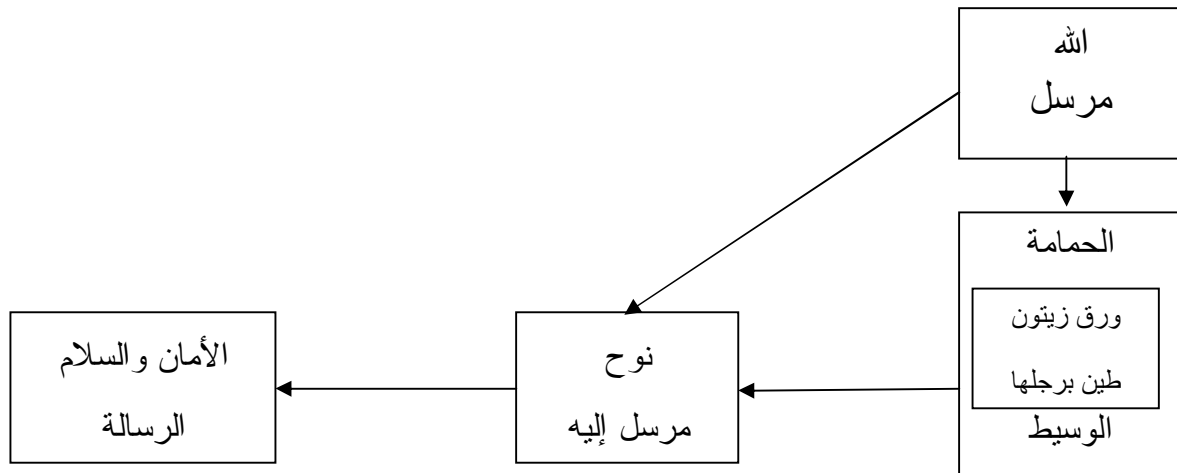 الله
مرسل
الحمامة
ورق زيتون
طين برجلها
الوسيط
نوح
مرسل إليه
الأمان والسلام
الرسالة